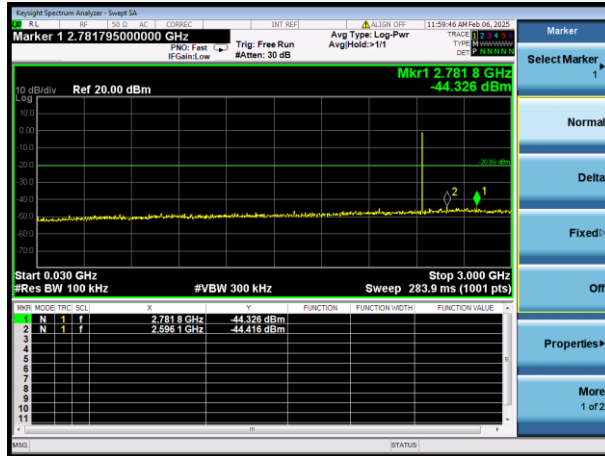 Keysight Spectrum Analyzer - Swept SA
RL RF 50 Ω AC CORREC INT REF ALIGN OFF 11:59:46 AM Feb 06, 2025
Marker 1 2.781795000000 GHz
PNO: Fast
IFGain:Low
Trig: Free Run
#Atten: 30 dB
Avg Type: Log-Pwr
Avg|Hold:>1/1
TRACE 1 2 3 4 5 6
TYPE M W W W W W
DET P N N N N N
Mkr1 2.781 8 GHz
-44.326 dBm
10 dB/div Ref 20.00 dBm
Log
10.0
0.00
-10.0
-20.0
-30.0
-40.0
-50.0
-60.0
-70.0
2
1
Start 0.030 GHz Stop 3.000 GHz
#Res BW 100 kHz #VBW 300 kHz Sweep 283.9 ms (1001 pts)
MKR MODE TRC SCL X Y FUNCTION FUNCTION WIDTH FUNCTION VALUE
1 N 1 f 2.781 8 GHz -44.326 dBm
2 N 1 f 2.596 1 GHz -44.416 dBm
3
4
5
6
7
8
9
10
11
MSG STATUS
Marker
Select Marker
1
Normal
Delta
Fixed
Off
Properties
More
1 of 2